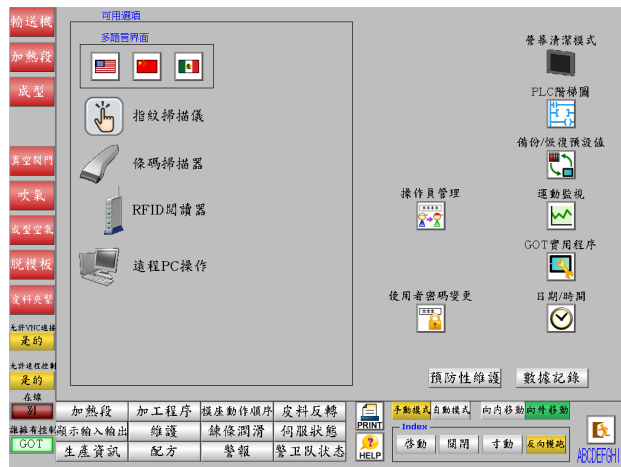 輸送機
加熱段
成型
真空閥門
吹氣
成型空氣
脫模板
皮料夾緊
允許VNC連接
是的
允許遠程控制
是的
在線
別
誰擁有控制
GOT
可用選項
多語言界面
指紋掃描儀
條碼掃描器
RFID閱讀器
遠程PC操作
螢幕清潔模式
PLC階梯圖
備份/恢復預設值
操作員管理
運動監視
GOT實用程序
使用者密碼變更
日期/時間
預防性維護
數據記錄
加熱段 加工程序 模座動作順序 皮料反轉
顯示輸入輸出 維護 鍊條潤滑 伺服狀態
生產資訊 配方 警報 警卫队状态
PRINT
HELP
手動模式 自動模式 向内移動 向外移動
Index
啓動 關閉 寸動 反向慢跑
ABCDEFGHI